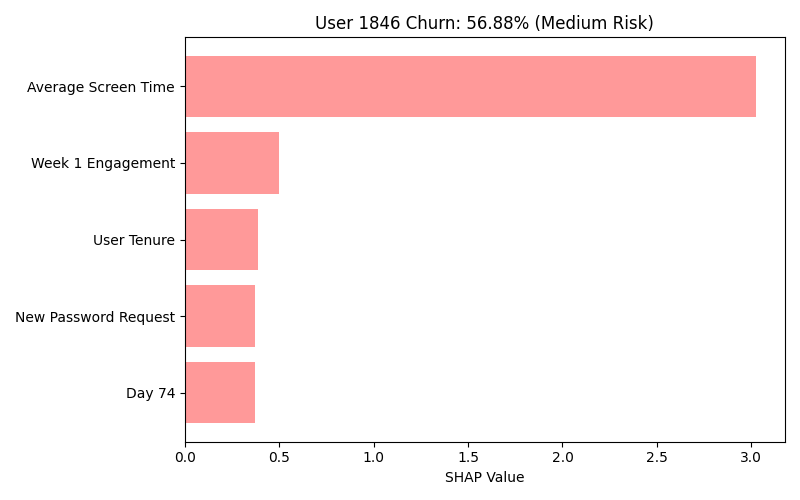 User 1846 Churn: 56.88% (Medium Risk)
Average Screen Time
Week 1 Engagement
User Tenure
New Password Request
Day 74
0.0 0.5 1.0 1.5 2.0 2.5 3.0
SHAP Value